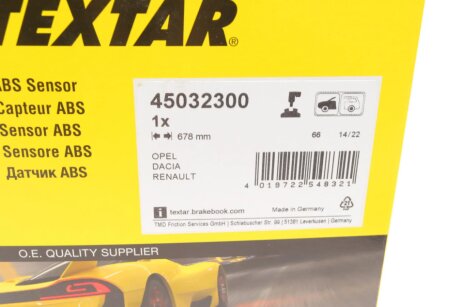 TEXTAR®
ABS Sensor
Capteur ABS
Sensor ABS
Sensore ABS
Датчик ABS
45032300
1x
678 mm
66 14/22
OPEL
DACIA
RENAULT
4 019722 548321
i textar.brakebook.com Made in Germany
TMD Friction Services GmbH | Schlebuscher Str. 99 | 51381 Leverkusen | Germany
O.E. QUALITY SUPPLIER